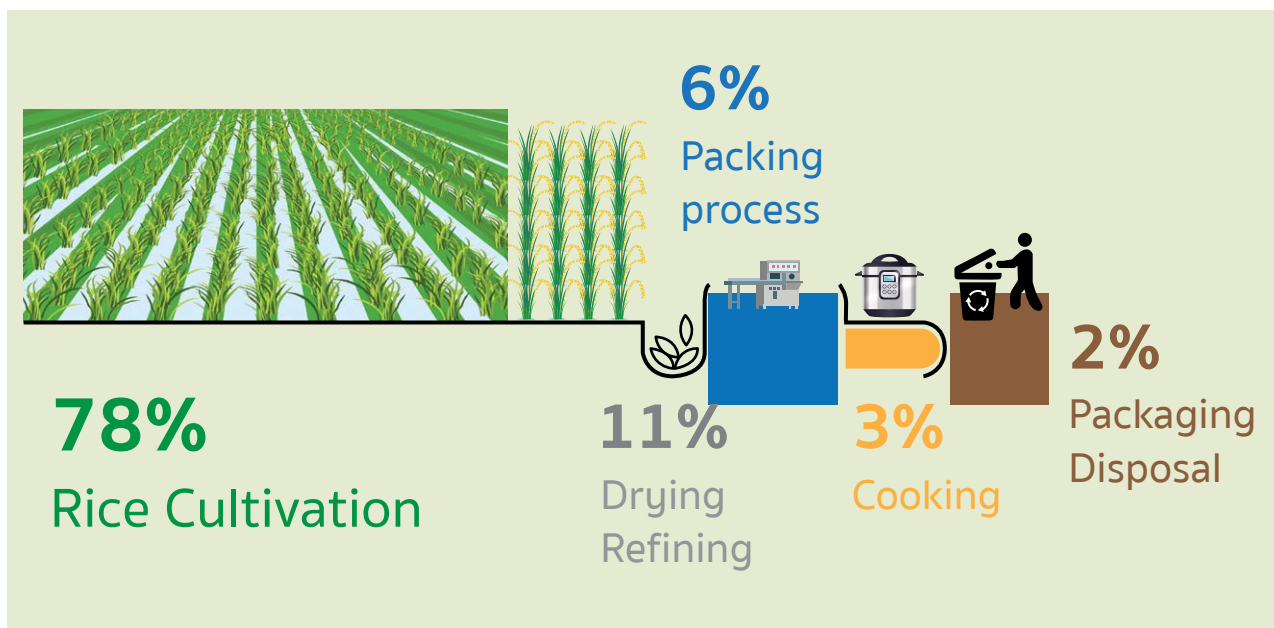 78%
Rice Cultivation
11%
Drying
Refining
6%
Packing
process
3%
Cooking
2%
Packaging
Disposal